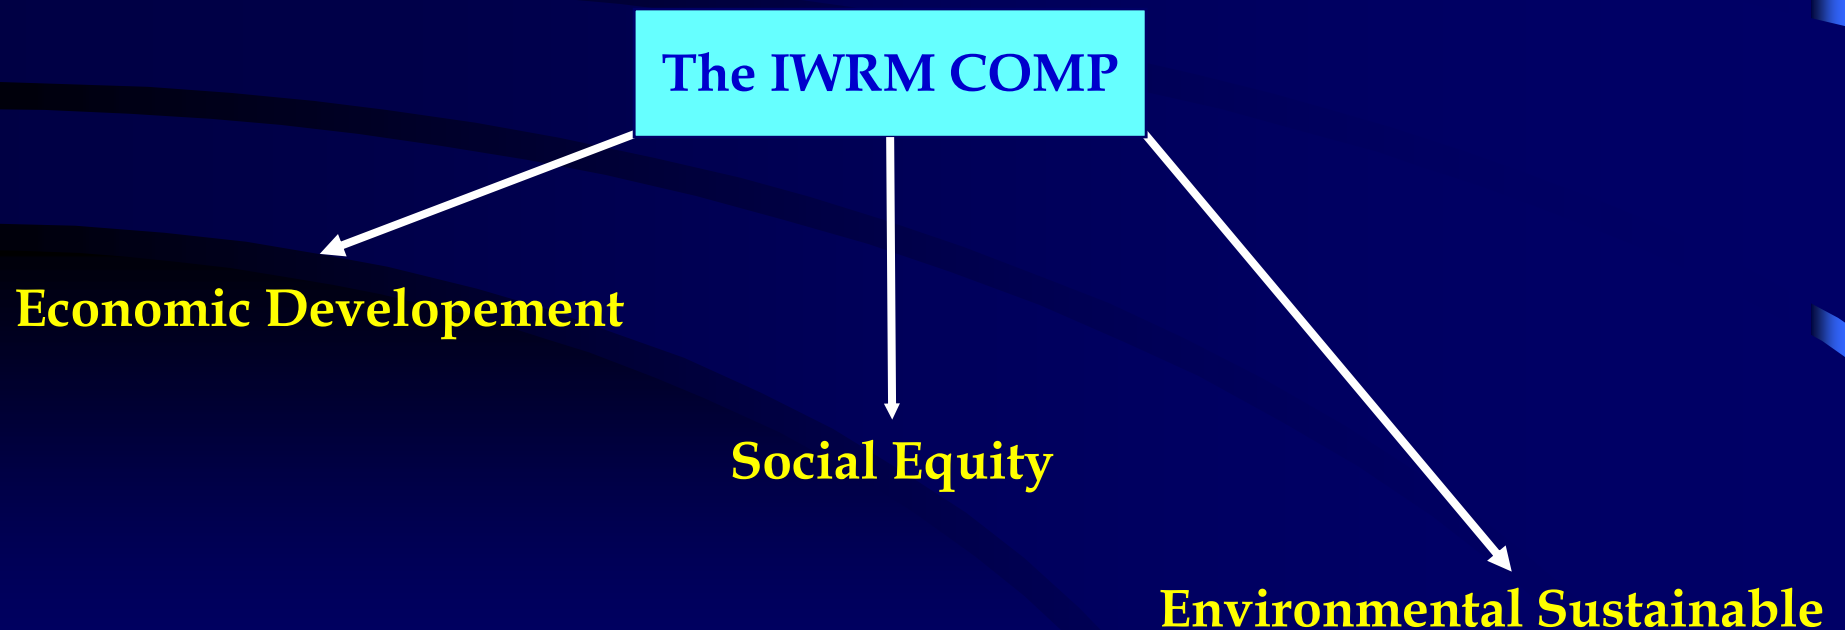 The IWRM COMP
Economic Developement
Social Equity
Environmental Sustainable